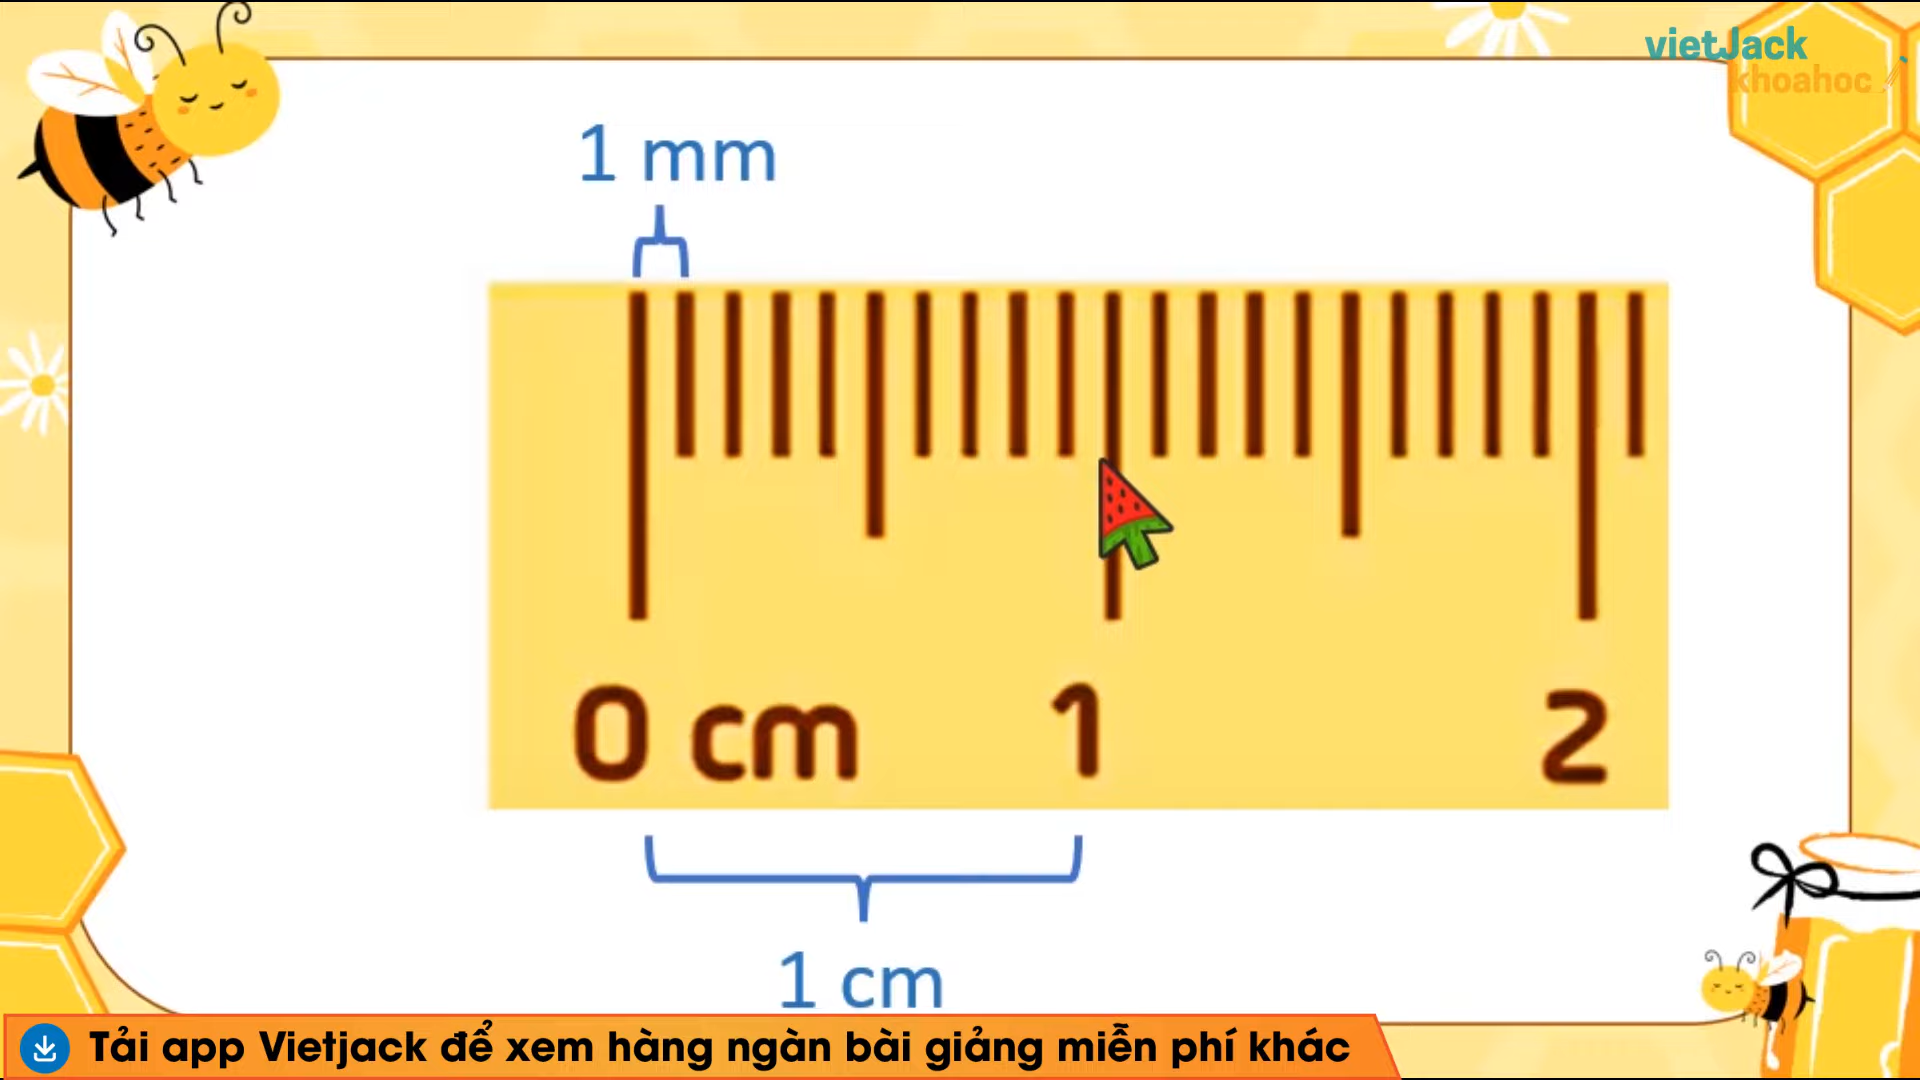 vietJack
khoahoc
1 mm
0 cm 1 2
1 cm
Tải app Vietjack để xem hàng ngàn bài giảng miễn phí khác